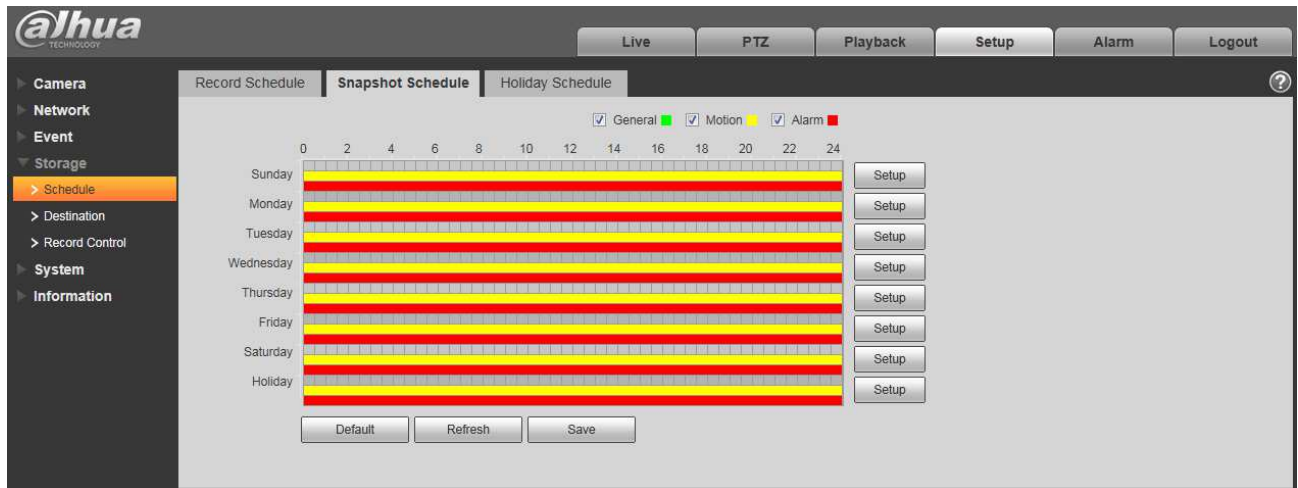 alhua
TECHNOLOGY
Live PTZ Playback Setup Alarm Logout
Camera
Network
Event
Storage
> Schedule
> Destination
> Record Control
System
Information
Record Schedule Snapshot Schedule Holiday Schedule ?
General Motion Alarm
0 2 4 6 8 10 12 14 16 18 20 22 24
Sunday Setup
Monday Setup
Tuesday Setup
Wednesday Setup
Thursday Setup
Friday Setup
Saturday Setup
Holiday Setup
Default Refresh Save